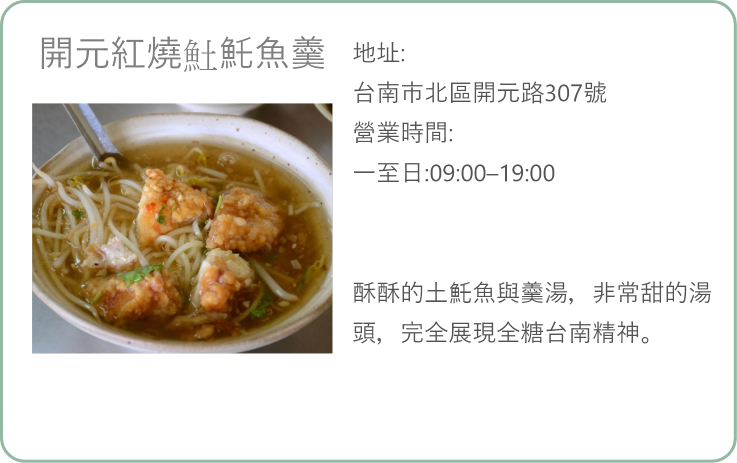 開元紅燒𩵚魠魚羹
地址:
台南市北區開元路307號
營業時間:
一至日:09:00–19:00
酥酥的土魠魚與羹湯，非常甜的湯
頭，完全展現全糖台南精神。